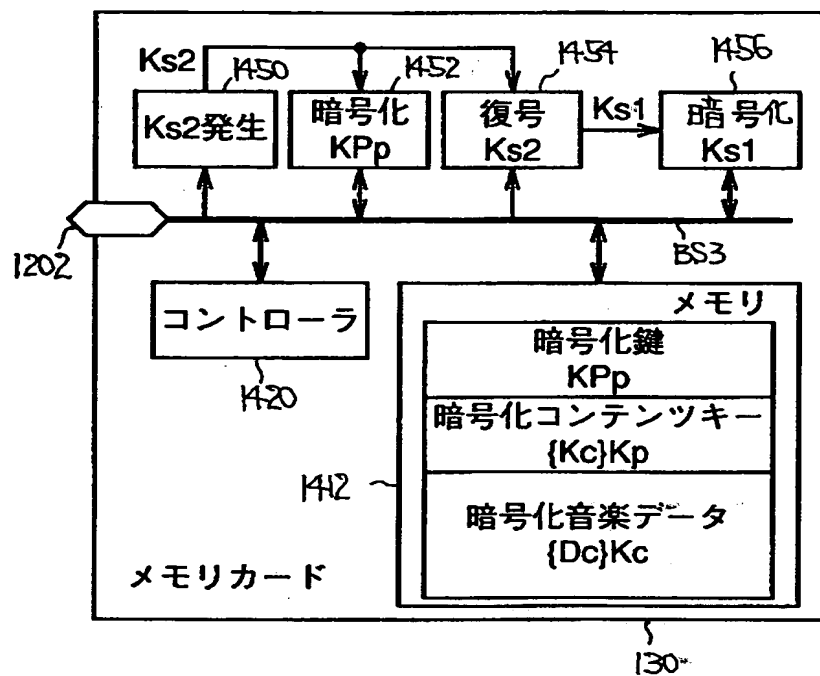 Ks2
1450
1452
1454
1456
Ks2発生
暗号化
KPp
復号
Ks2
Ks1
暗号化
Ks1
1202
BS3
コントローラ
1420
メモリ
暗号化鍵
KPp
暗号化コンテンツキー
{Kc}Kp
1412
暗号化音楽データ
{Dc}Kc
メモリカード
130